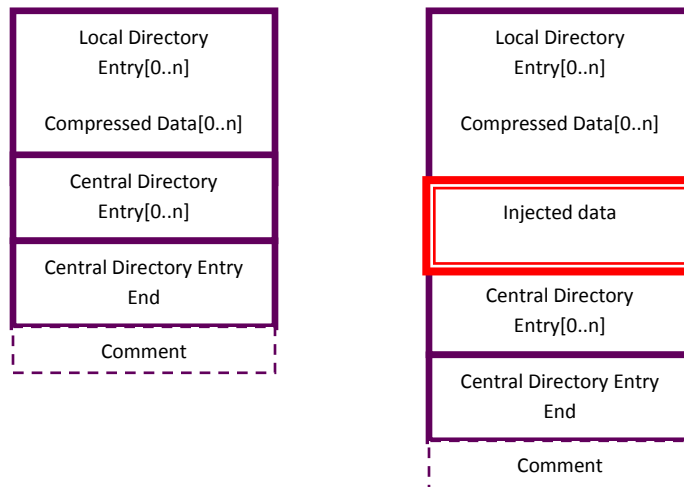 Local Directory
Entry[0..n]
Compressed Data[0..n]
Central Directory
Entry[0..n]
Central Directory Entry
End
Comment
Local Directory
Entry[0..n]
Compressed Data[0..n]
Injected data
Central Directory
Entry[0..n]
Central Directory Entry
End
Comment